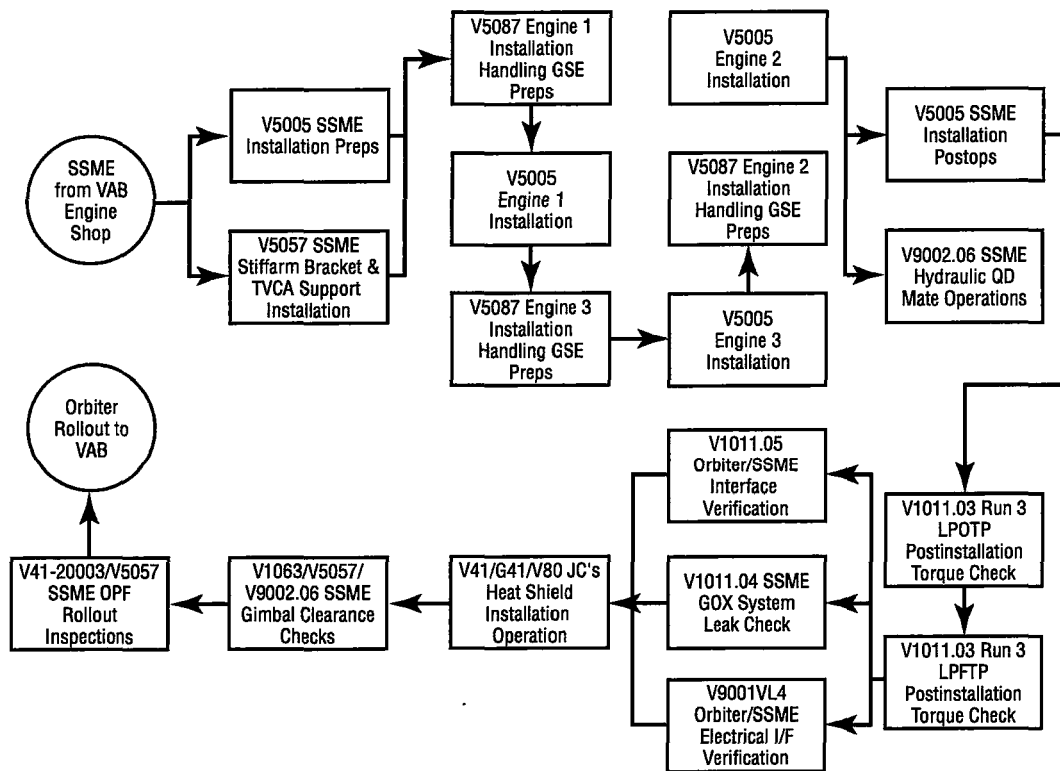 SSME
from VAB
Engine
Shop
V5005 SSME
Installation Preps
V5057 SSME
Stiffarm Bracket &
TVCA Support
Installation
V5087 Engine 1
Installation
Handling GSE
Preps
V5005
Engine 1
Installation
V5087 Engine 3
Installation
Handling GSE
Preps
V5005
Engine 3
Installation
V5087 Engine 2
Installation
Handling GSE
Preps
V5005
Engine 2
Installation
V5005 SSME
Installation
Postops
V9002.06 SSME
Hydraulic QD
Mate Operations
V1011.03 Run 3
LPOTP
Postinstallation
Torque Check
V1011.03 Run 3
LPFTP
Postinstallation
Torque Check
V1011.05
Orbiter/SSME
Interface
Verification
V1011.04 SSME
GOX System
Leak Check
V9001VL4
Orbiter/SSME
Electrical I/F
Verification
V41/G41/V80 JC's
Heat Shield
Installation
Operation
V1063/V5057/
V9002.06 SSME
Gimbal Clearance
Checks
V41-20003/V5057
SSME OPF
Rollout
Inspections
Orbiter
Rollout to
VAB